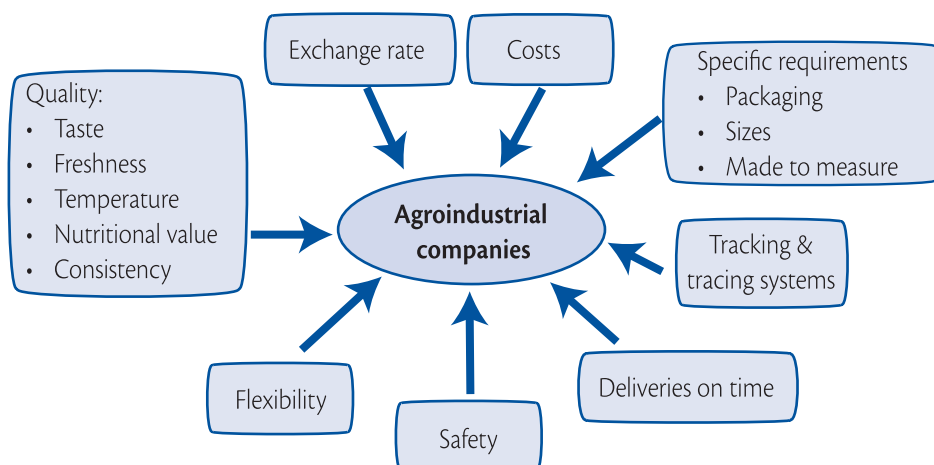 Exchange rate
Costs
Specific requirements
• Packaging
• Sizes
• Made to measure
Quality:
• Taste
• Freshness
• Temperature
• Nutritional value
• Consistency
Agroindustrial
companies
Tracking &
tracing systems
Flexibility
Safety
Deliveries on time